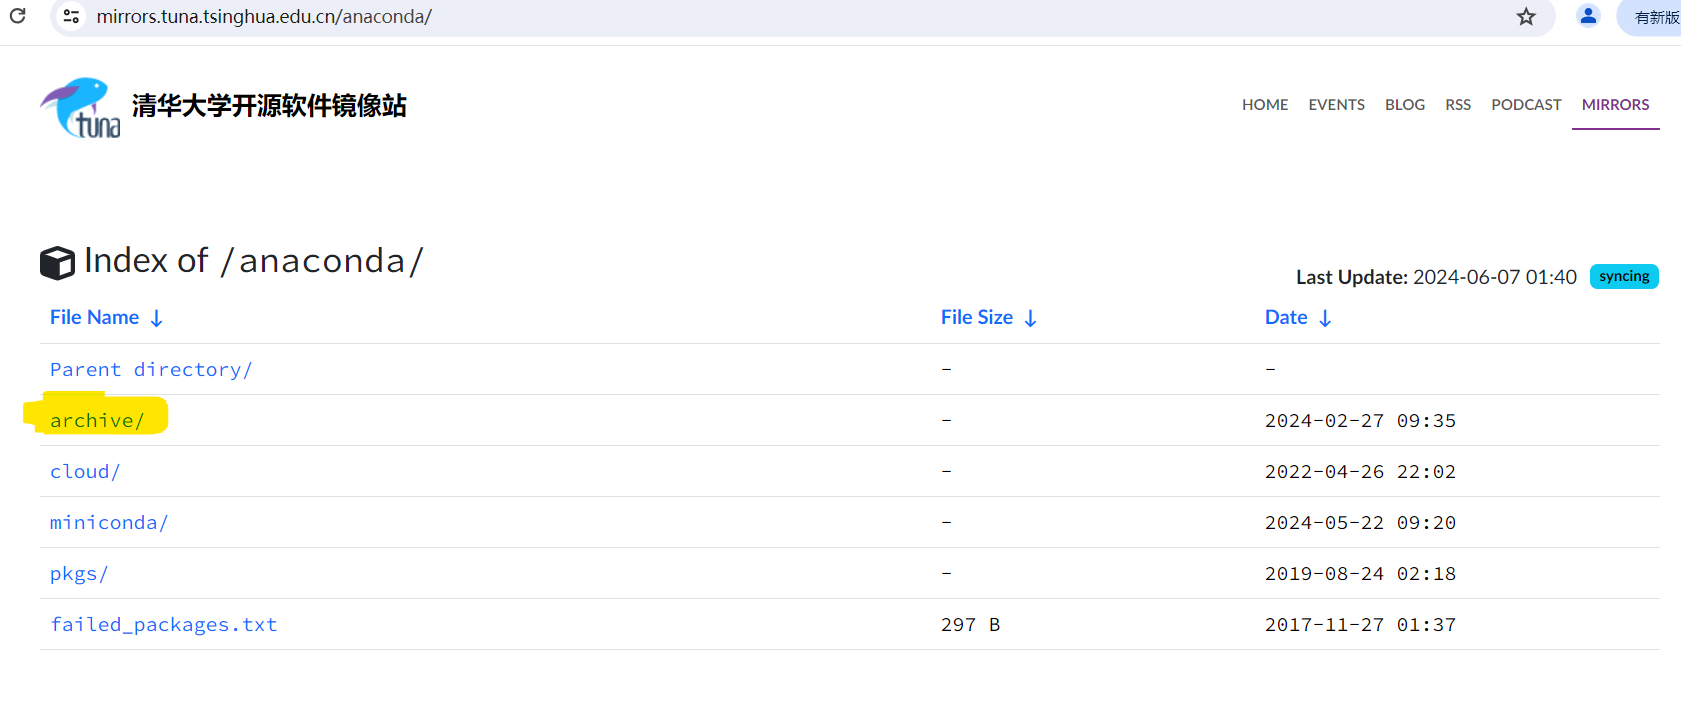 mirrors.tuna.tsinghua.edu.cn/anaconda/
有新版
tuna
清华大学开源软件镜像站
HOME EVENTS BLOG RSS PODCAST MIRRORS
Index of /anaconda/
Last Update: 2024-06-07 01:40 syncing
File Name ↓ File Size ↓ Date ↓
Parent directory/ - -
archive/ - 2024-02-27 09:35
cloud/ - 2022-04-26 22:02
miniconda/ - 2024-05-22 09:20
pkgs/ - 2019-08-24 02:18
failed_packages.txt 297 B 2017-11-27 01:37